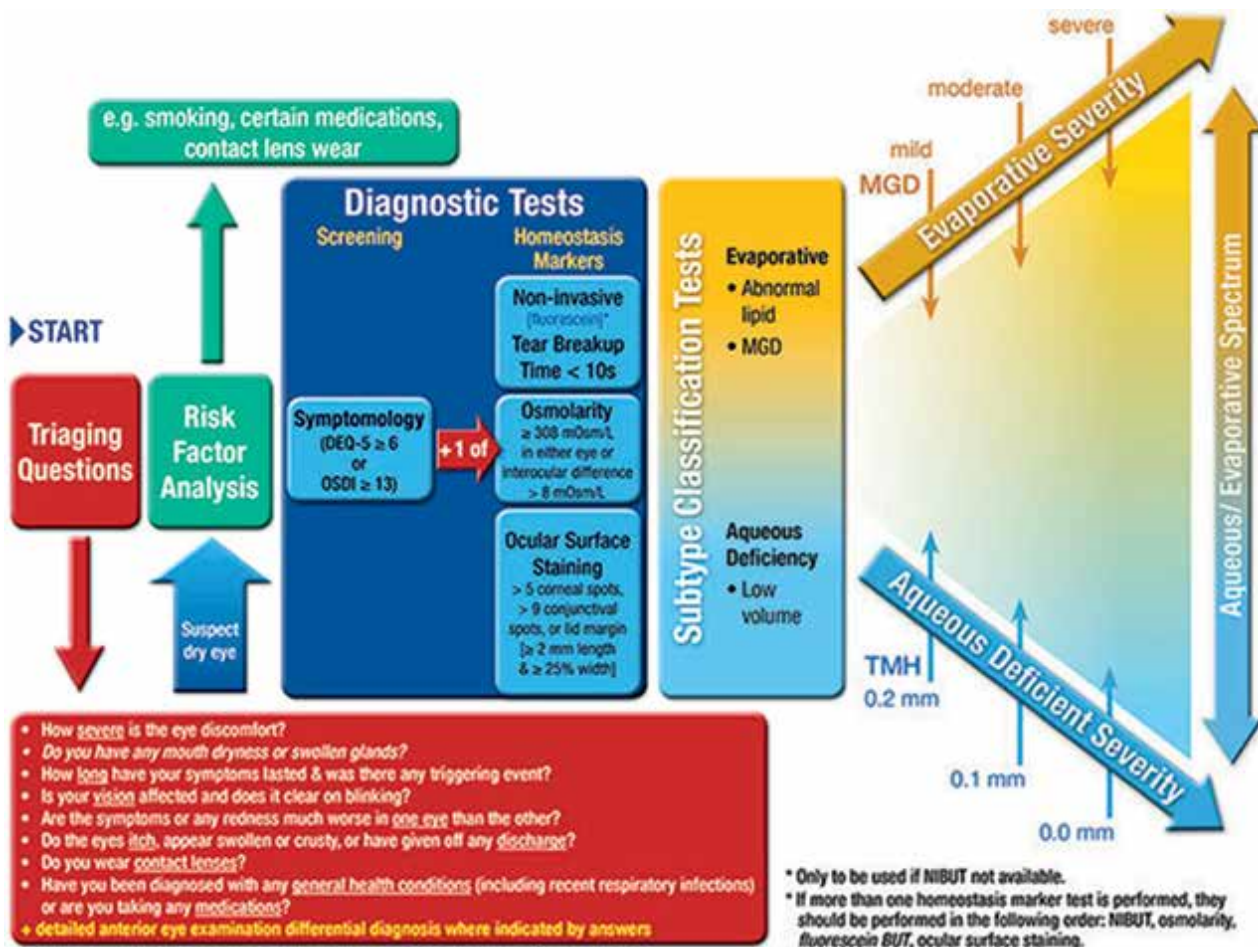 e.g. smoking, certain medications,
contact lens wear
START
Triaging
Questions
Risk
Factor
Analysis
Suspect
dry eye
Diagnostic Tests
Screening
Homeostasis
Markers
Symptomology
(DEQ-5 ≥ 6
or
OSDI ≥ 13)
+1 of
Non-invasive
[fluorescein]*
Tear Breakup
Time < 10s
Osmolarity
≥ 308 mOsm/L
in either eye or
interocular difference
> 8 mOsm/L
Ocular Surface
Staining
> 5 corneal spots,
> 9 conjunctival
spots, or lid margin
[≥ 2 mm length
& ≥ 25% width]
Subtype Classification Tests
Evaporative
• Abnormal
lipid
• MGD
Aqueous
Deficiency
• Low
volume
severe
moderate
mild
MGD
Evaporative Severity
Aqueous/ Evaporative Spectrum
Aqueous Deficient Severity
TMH
0.2 mm
0.1 mm
0.0 mm
• How severe is the eye discomfort?
• Do you have any mouth dryness or swollen glands?
• How long have your symptoms lasted & was there any triggering event?
• Is your vision affected and does it clear on blinking?
• Are the symptoms or any redness much worse in one eye than the other?
• Do the eyes itch, appear swollen or crusty, or have given off any discharge?
• Do you wear contact lenses?
• Have you been diagnosed with any general health conditions (including recent respiratory infections)
or are you taking any medications?
+ detailed anterior eye examination differential diagnosis where indicated by answers
* Only to be used if NIBUT not available.
* If more than one homeostasis marker test is performed, they
should be performed in the following order: NIBUT, osmolarity,
fluorescein BUT, ocular surface staining.